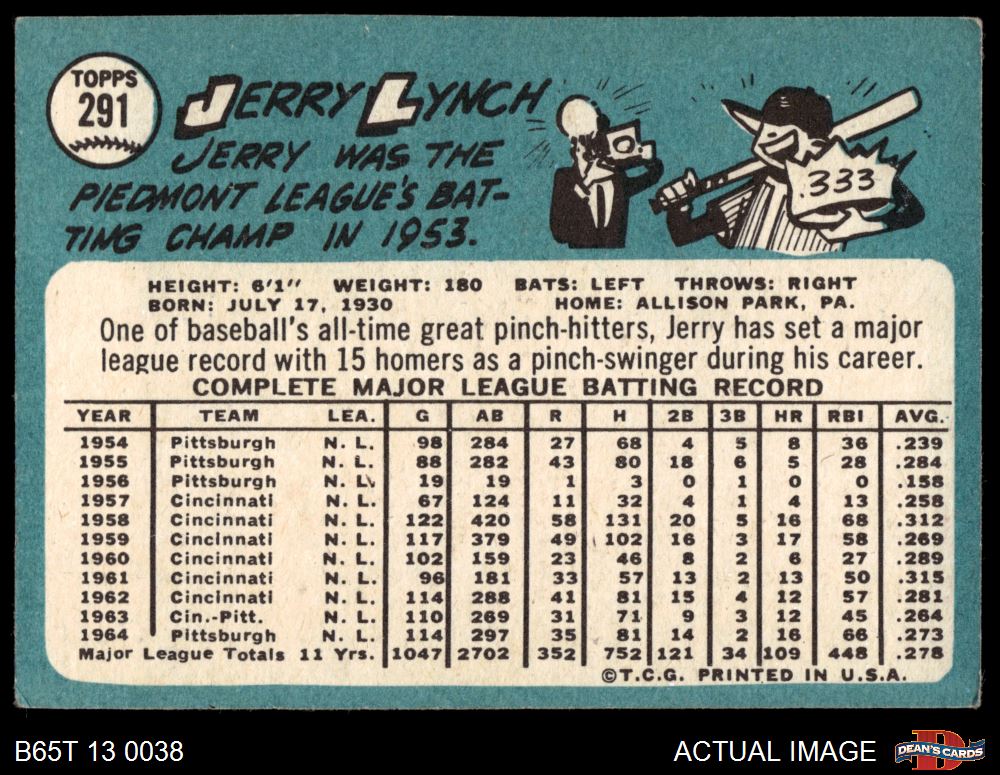 TOPPS
291
JERRY LYNCH
JERRY WAS THE
PIEDMONT LEAGUE'S BAT-
TING CHAMP IN 1953.
.333
HEIGHT: 6'1" WEIGHT: 180 BATS: LEFT THROWS: RIGHT
BORN: JULY 17, 1930 HOME: ALLISON PARK, PA.
One of baseball's all-time great pinch-hitters, Jerry has set a major
league record with 15 homers as a pinch-swinger during his career.
COMPLETE MAJOR LEAGUE BATTING RECORD
YEAR TEAM LEA. G AB R H 2B 3B HR RBI AVG.
1954 Pittsburgh N. L. 98 284 27 68 4 5 8 36 .239
1955 Pittsburgh N. L. 88 282 43 80 18 6 5 28 .284
1956 Pittsburgh N. L. 19 19 1 3 0 1 0 0 .158
1957 Cincinnati N. L. 67 124 11 32 4 1 4 13 .258
1958 Cincinnati N. L. 122 420 58 131 20 5 16 68 .312
1959 Cincinnati N. L. 117 379 49 102 16 3 17 58 .269
1960 Cincinnati N. L. 102 159 23 46 8 2 6 27 .289
1961 Cincinnati N. L. 96 181 33 57 13 2 13 50 .315
1962 Cincinnati N. L. 114 288 41 81 15 4 12 57 .281
1963 Cin.-Pitt. N. L. 110 269 31 71 9 3 12 45 .264
1964 Pittsburgh N. L. 114 297 35 81 14 2 16 66 .273
Major League Totals 11 Yrs. 1047 2702 352 752 121 34 109 448 .278
©T.C.G. PRINTED IN U.S.A.
B65T 13 0038 ACTUAL IMAGE DEAN'S CARDS